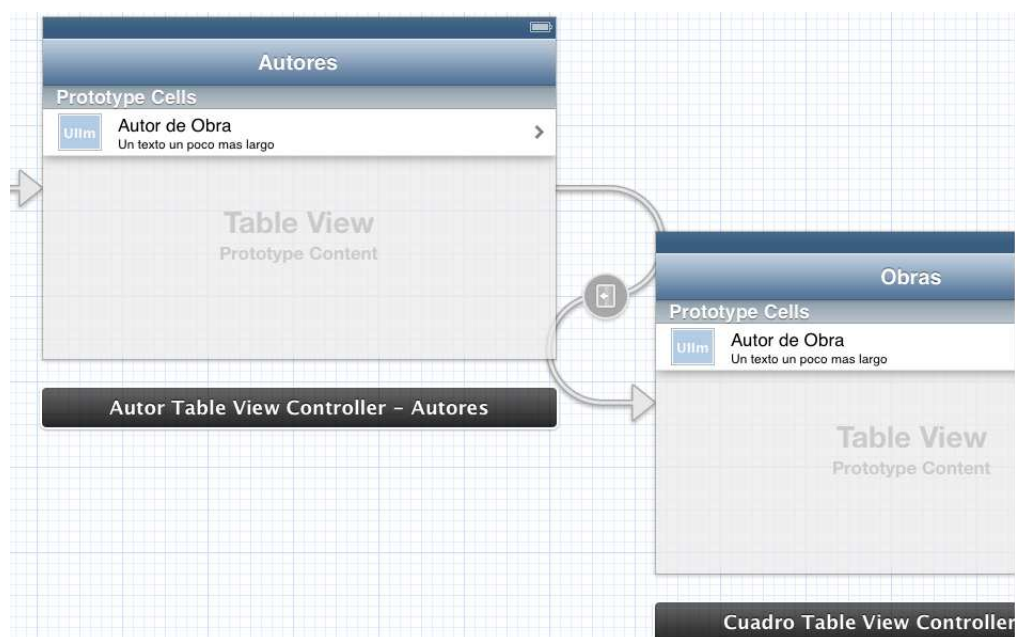 Autores
Prototype Cells
UIIm
Autor de Obra
Un texto un poco mas largo
Table View
Prototype Content
Autor Table View Controller – Autores
Obras
Prototype Cells
UIIm
Autor de Obra
Un texto un poco mas largo
Table View
Prototype Content
Cuadro Table View Controller